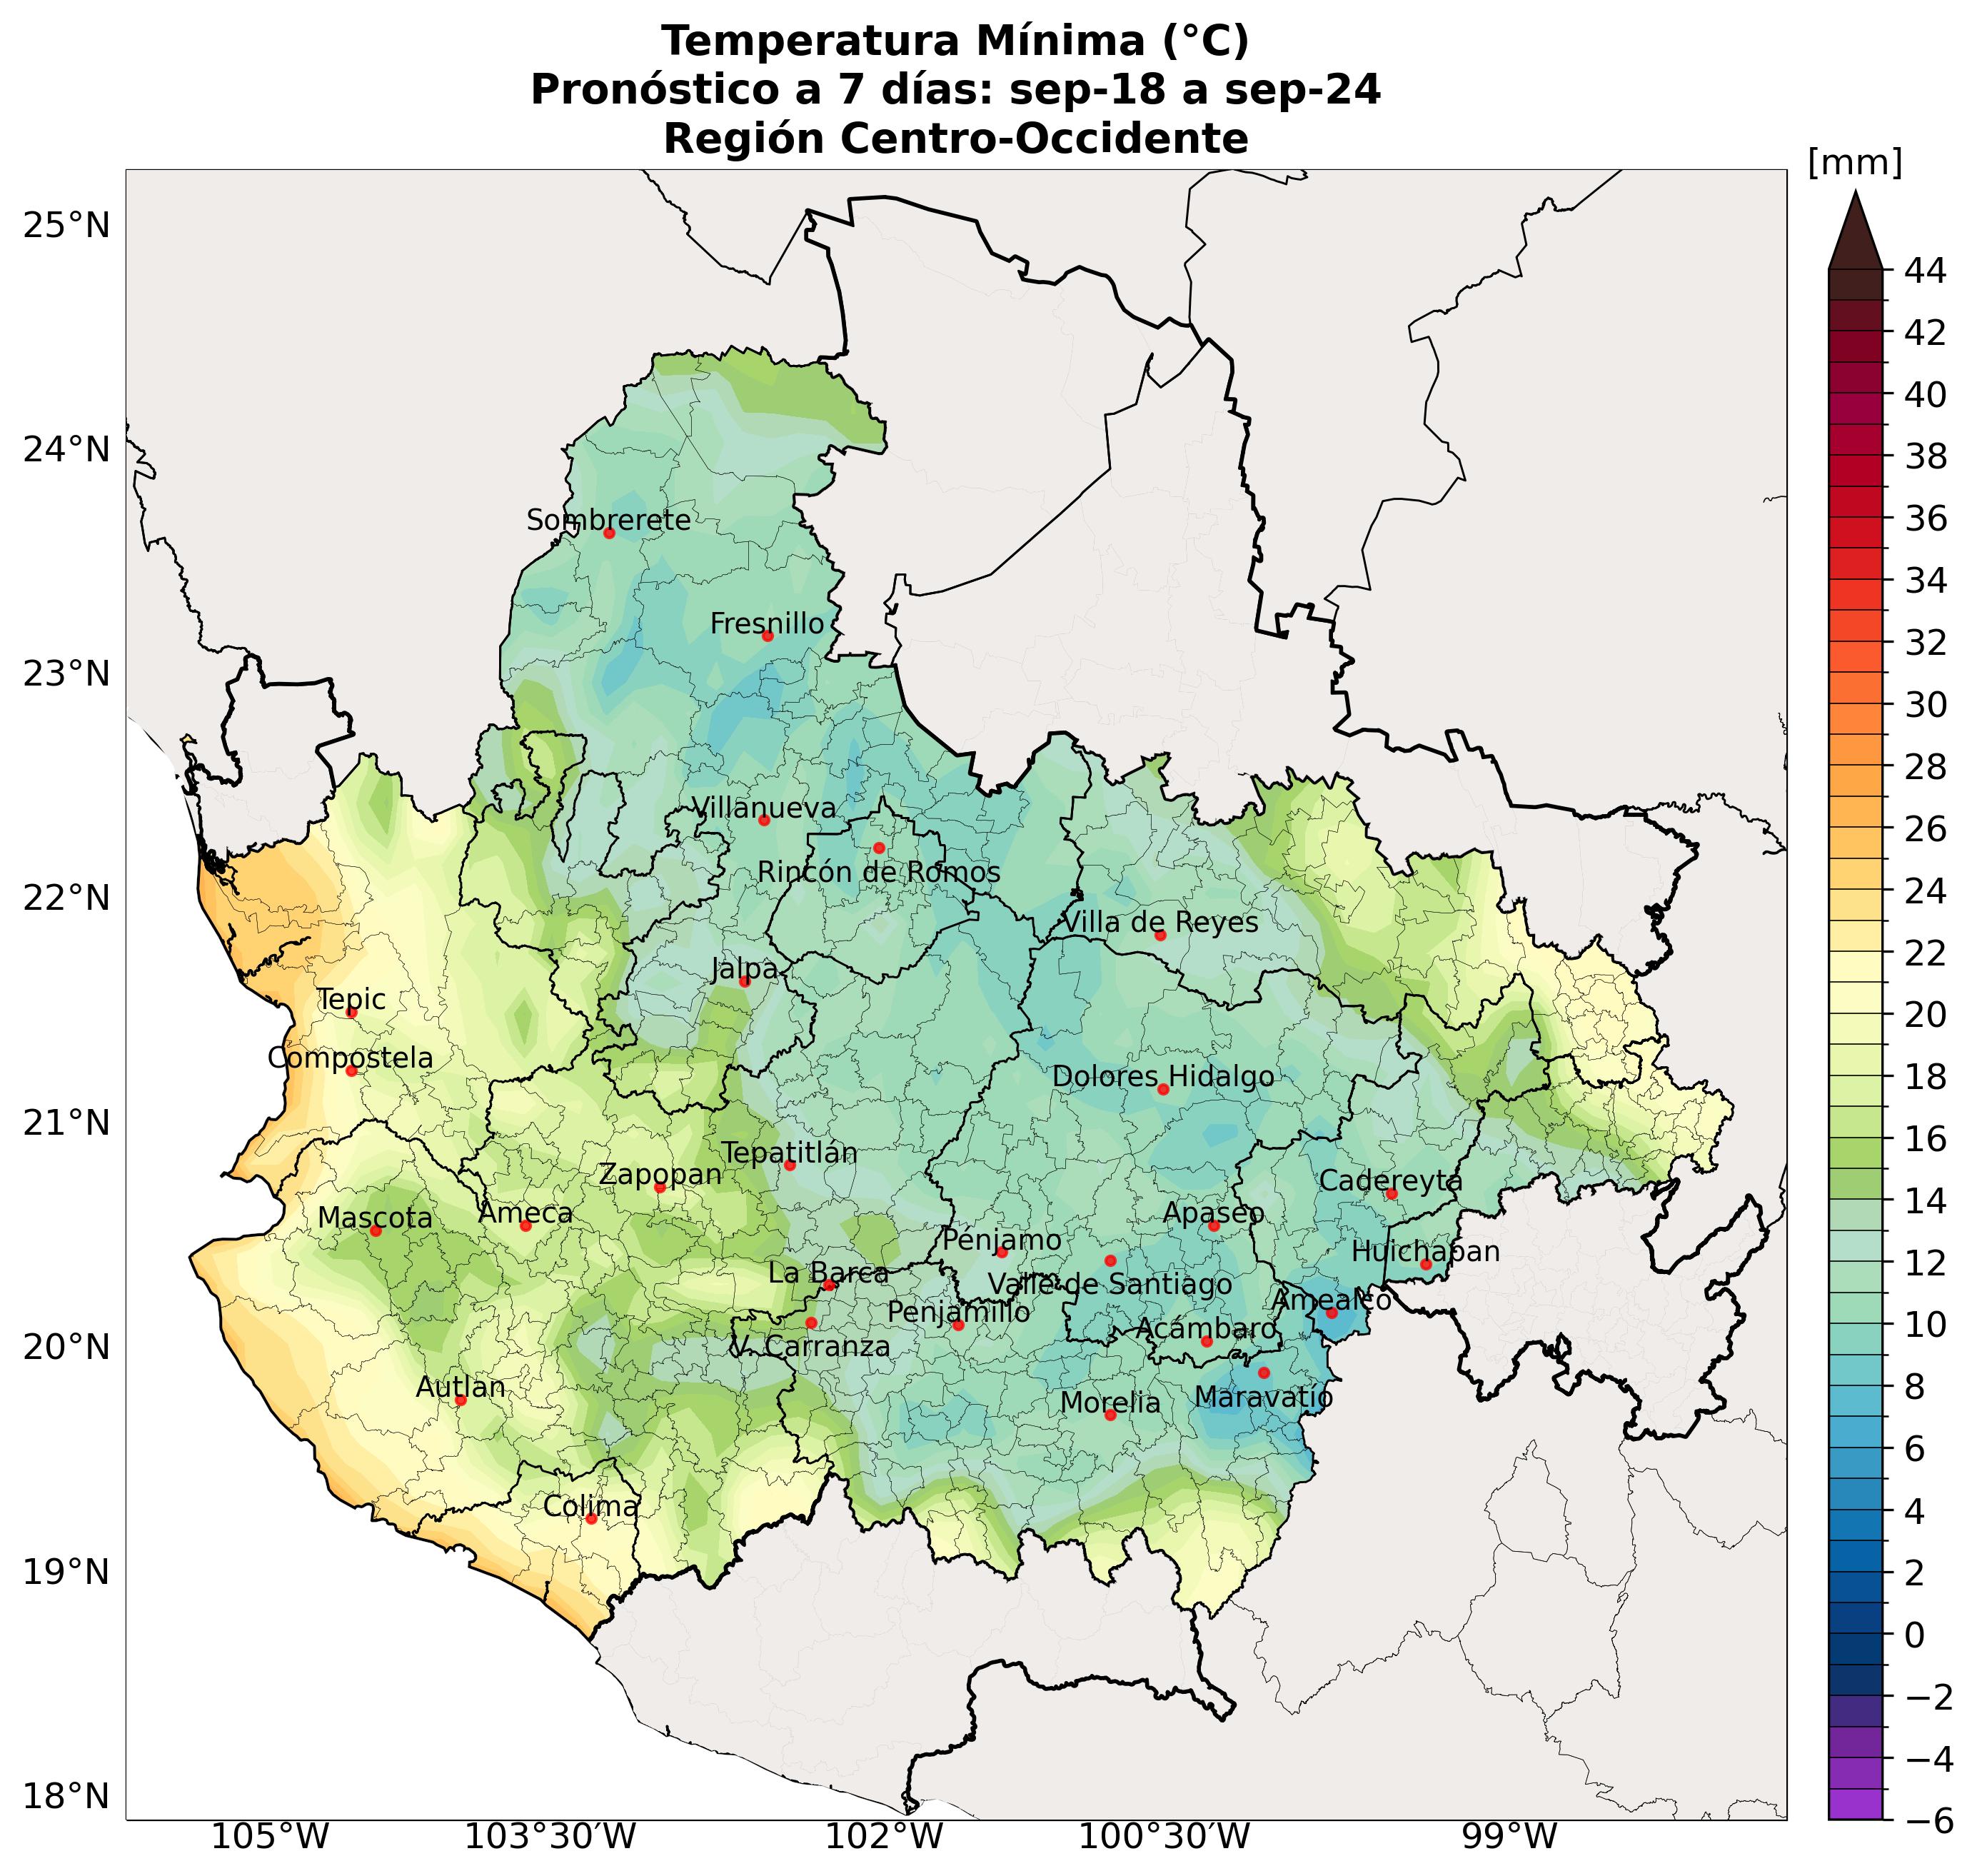 Temperatura Mínima (°C)
Pronóstico a 7 días: sep-18 a sep-24
Región Centro-Occidente
[mm]
25°N
24°N
23°N
22°N
21°N
20°N
19°N
18°N
Sombrerete
Fresnillo
Villanueva
Rincón de Romos
Villa de Reyes
Jalpa
Tepic
Compostela
Dolores Hidalgo
Tepatitlán
Zapopan
Cadereyta
Mascota
Ameca
Apaseo
Pénjamo
Huichapan
La Barca
Valle de Santiago
Amealco
Penjamillo
Acámbaro
V. Carranza
Autlan
Maravatío
Morelia
Colima
105°W
103°30′W
102°W
100°30′W
99°W
44
42
40
38
36
34
32
30
28
26
24
22
20
18
16
14
12
10
8
6
4
2
0
−2
−4
−6